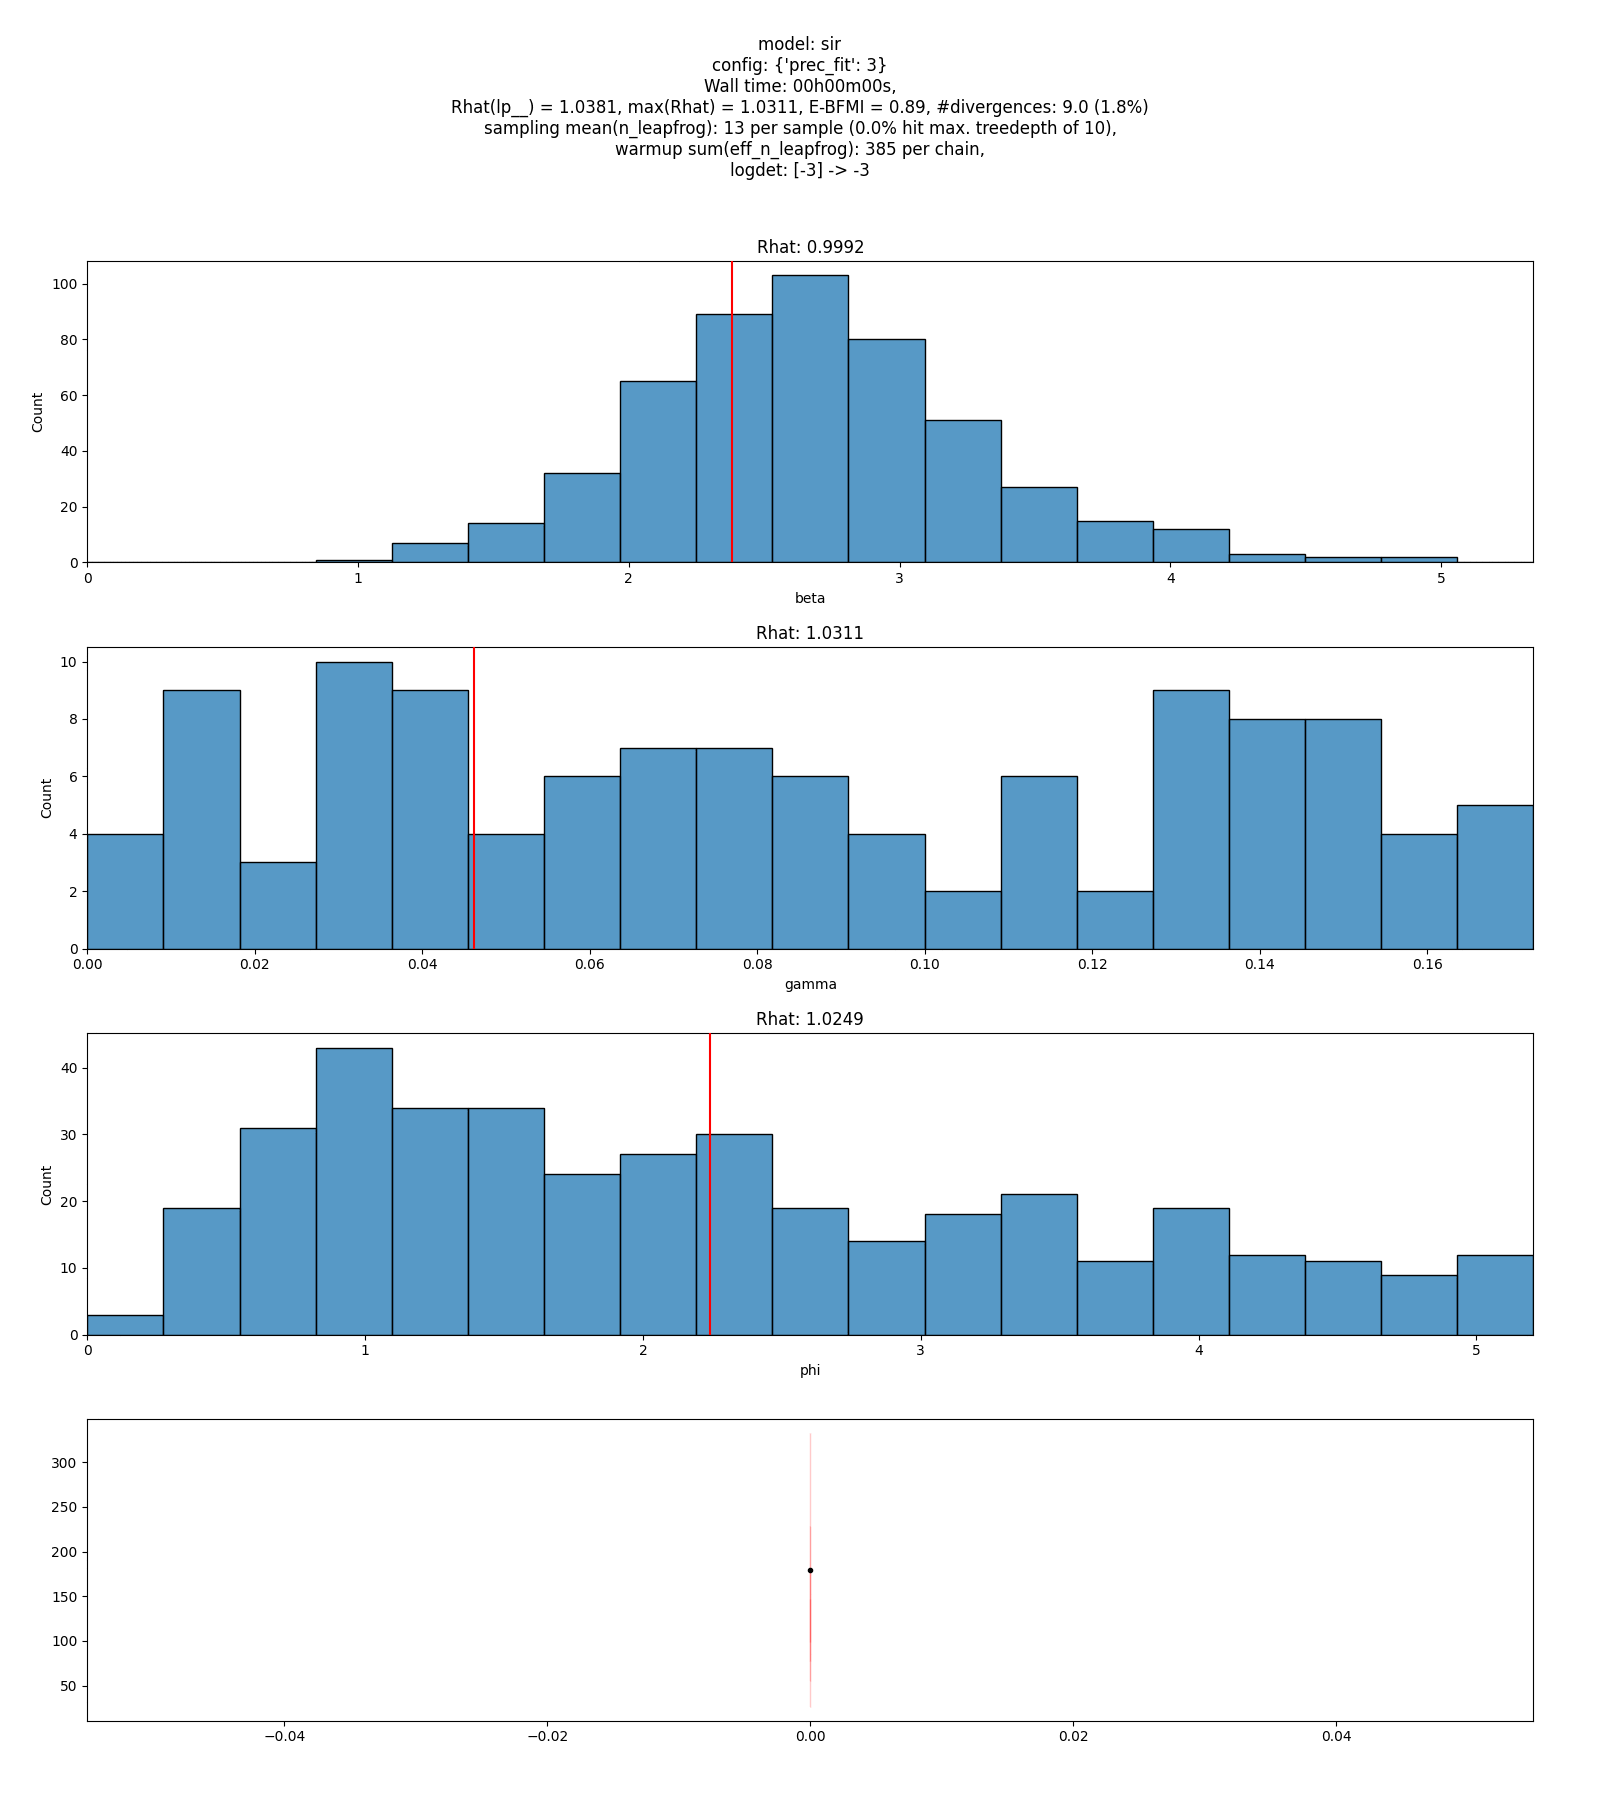 model: sir
config: {'prec_fit': 3}
Wall time: 00h00m00s,
Rhat(lp__) = 1.0381, max(Rhat) = 1.0311, E-BFMI = 0.89, #divergences: 9.0 (1.8%)
sampling mean(n_leapfrog): 13 per sample (0.0% hit max. treedepth of 10),
warmup sum(eff_n_leapfrog): 385 per chain,
logdet: [-3] -> -3
Rhat: 0.9992
100
80
60
40
20
0
Count
0 1 2 3 4 5
beta
Rhat: 1.0311
10
8
6
4
2
0
Count
0.00 0.02 0.04 0.06 0.08 0.10 0.12 0.14 0.16
gamma
Rhat: 1.0249
40
30
20
10
0
Count
0 1 2 3 4 5
phi
300
250
200
150
100
50
−0.04 −0.02 0.00 0.02 0.04